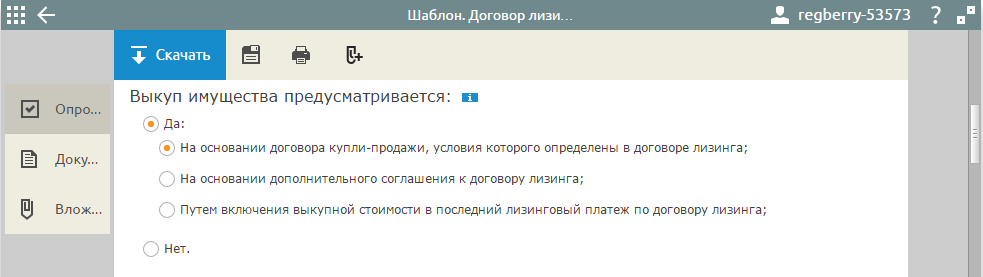 Шаблон. Договор лизи...
regberry-53573
?
Скачать
Опро...
Доку...
Влож...
Выкуп имущества предусматривается: i
Да:
На основании договора купли-продажи, условия которого определены в договоре лизинга;
На основании дополнительного соглашения к договору лизинга;
Путем включения выкупной стоимости в последний лизинговый платеж по договору лизинга;
Нет.